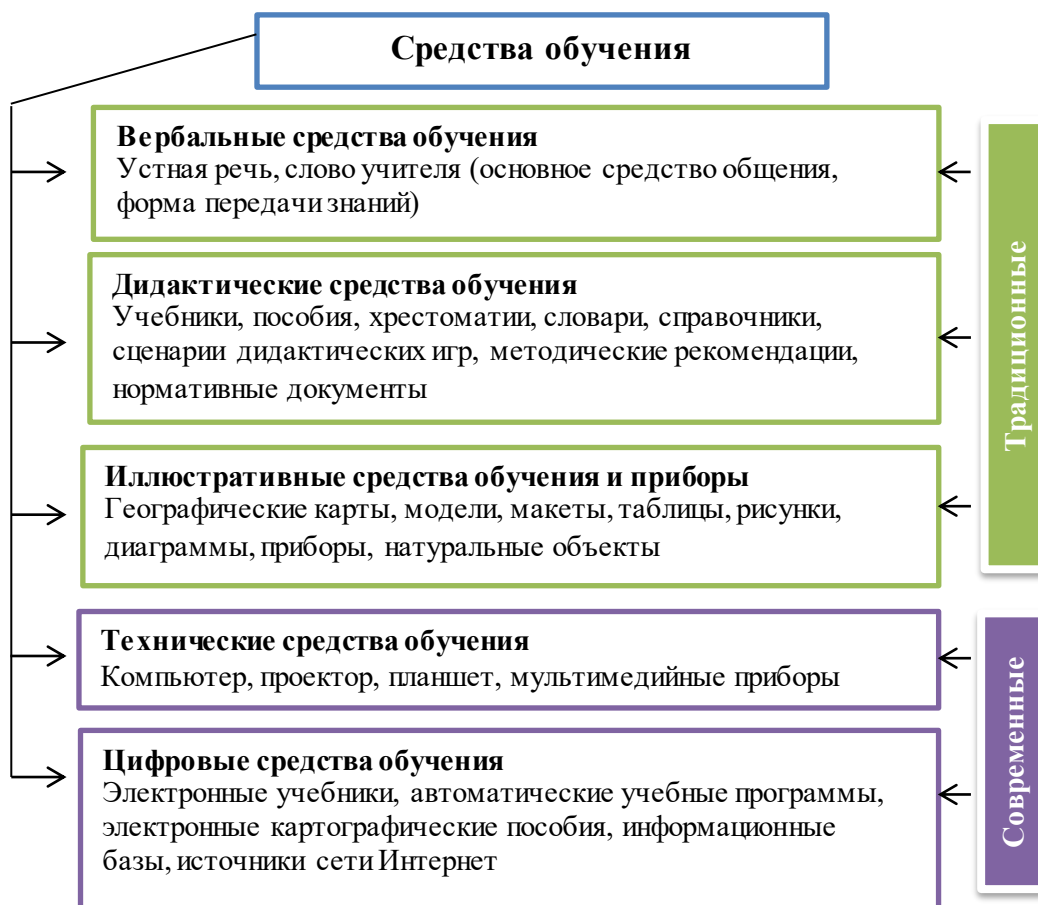 Средства обучения
Вербальные средства обучения
Устная речь, слово учителя (основное средство общения,
форма передачи знаний)
Дидактические средства обучения
Учебники, пособия, хрестоматии, словари, справочники,
сценарии дидактических игр, методические рекомендации,
нормативные документы
Иллюстративные средства обучения и приборы
Географические карты, модели, макеты, таблицы, рисунки,
диаграммы, приборы, натуральные объекты
Традиционные
Технические средства обучения
Компьютер, проектор, планшет, мультимедийные приборы
Цифровые средства обучения
Электронные учебники, автоматические учебные программы,
электронные картографические пособия, информационные
базы, источники сети Интернет
Современные